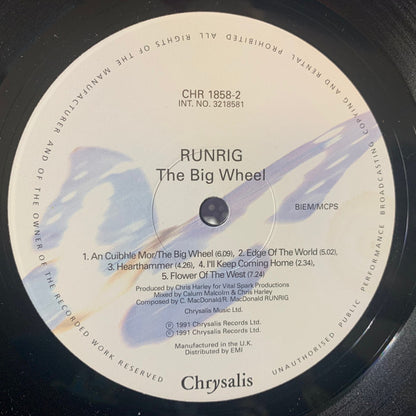 CHR 1858-2
INT. NO. 3218581
RUNRIG
The Big Wheel
BIEM/MCPS
1. An Cuibhle Mor/The Big Wheel (6.09), 2. Edge Of The World (5.02),
3. Hearthammer (4.26), 4. I'll Keep Coming Home (2.34),
5. Flower Of The West (7.24)
Produced by Chris Harley for Vital Spark Productions
Mixed by Calum Malcolm & Chris Harley
Composed by C. MacDonald/R. MacDonald RUNRIG
Chrysalis Music Ltd.
Ⓟ 1991 Chrysalis Records Ltd.
© 1991 Chrysalis Records Ltd.
Manufactured in the U.K.
Distributed by EMI
Chrysalis
ALL RIGHTS OF THE MANUFACTURER AND OF THE OWNER OF THE RECORDED WORK RESERVED
UNAUTHORISED PUBLIC PERFORMANCE BROADCASTING COPYING AND RENTAL PROHIBITED